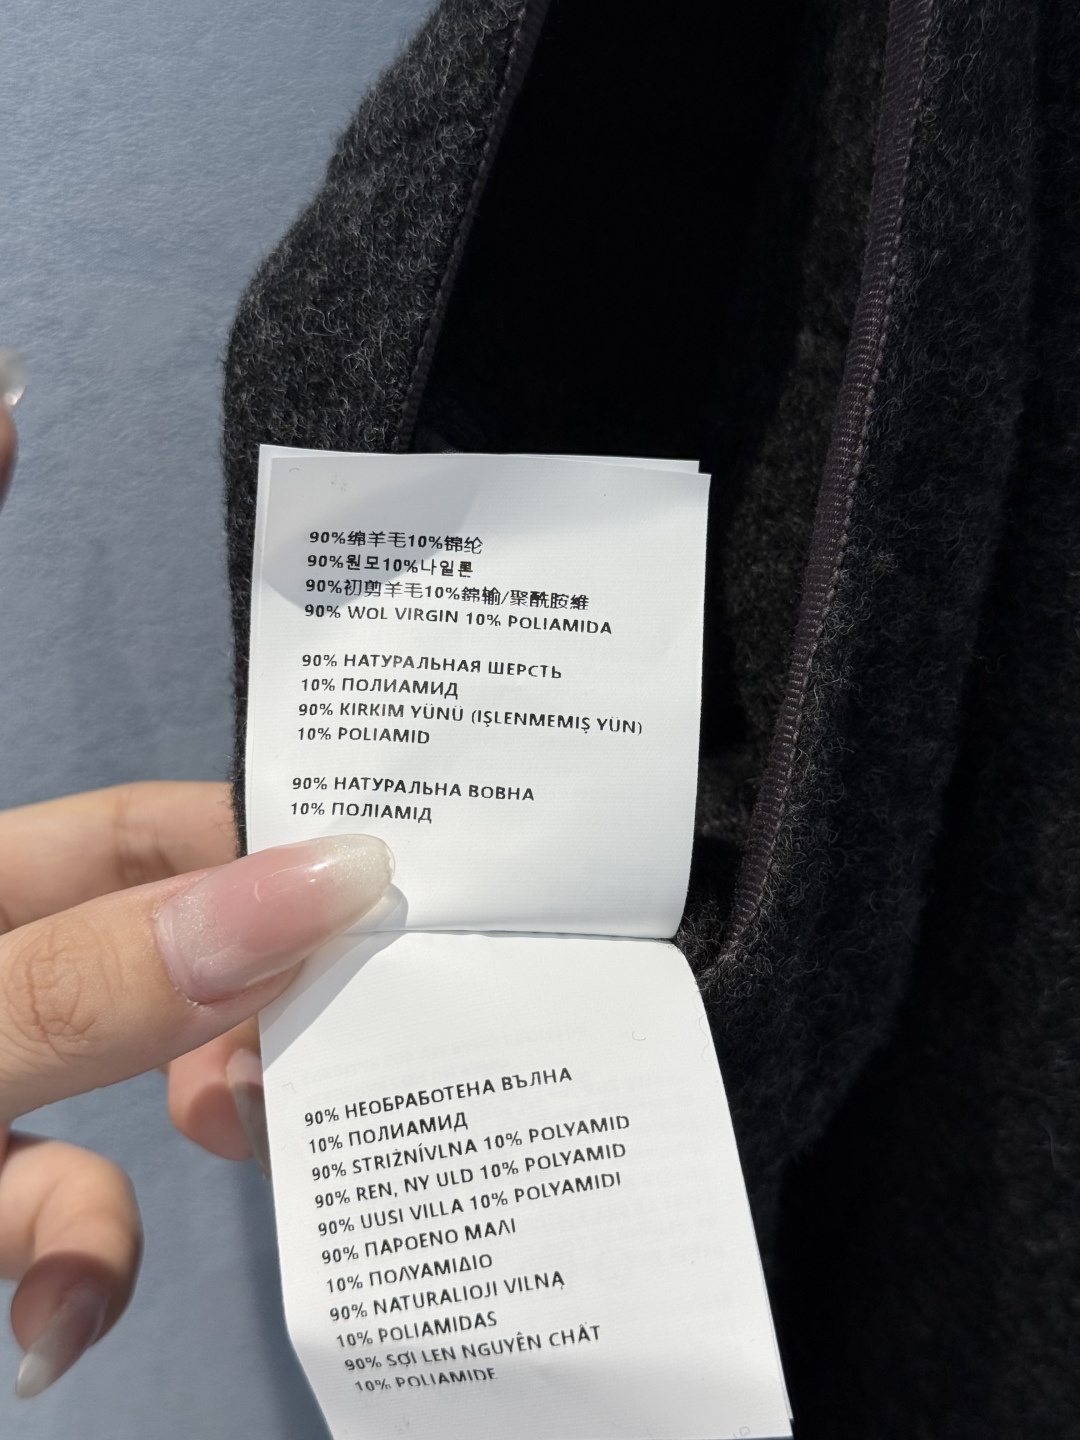 90%绵羊毛10%锦纶
90%원모10%나일론
90%初剪羊毛10%錦输/聚酰胺維
90% WOL VIRGIN 10% POLIAMIDA
90% НАТУРАЛЬНАЯ ШЕРСТЬ
10% ПОЛИАМИД
90% KIRKIM YÜNÜ (IŞLENMEMIŞ YÜN)
10% POLIAMID
90% НАТУРАЛЬНА ВОВНА
10% ПОЛІАМІД
90% НЕОБРАБОТЕНА ВЪЛНА
10% ПОЛИАМИД
90% STRIŽNÍVLNA 10% POLYAMID
90% REN, NY ULD 10% POLYAMID
90% UUSI VILLA 10% POLYAMIDI
90% ΠΑΡΟΕΝΟ ΜΑΛΙ
10% ΠΟΛΥΑΜΙΔΙΟ
90% NATURALIOJI VILNĄ
10% POLIAMIDAS
90% SỢI LEN NGUYÊN CHẤT
10% POLIAMIDE